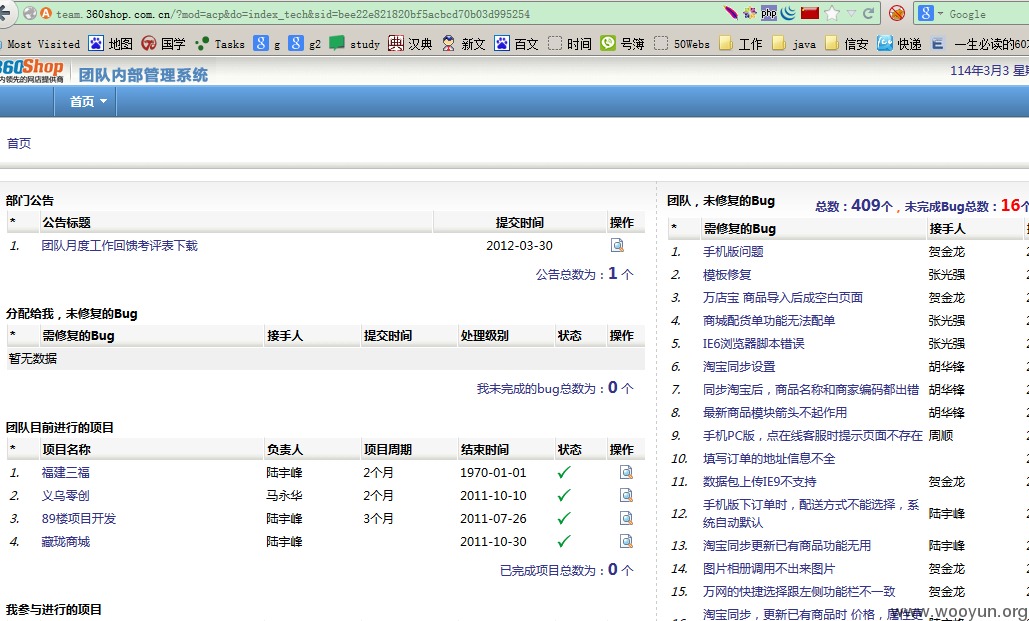 team.360shop.com.cn/?mod=acp&do=index_tech&sid=bee22e821820bf5acbcd70b03d995254
php
Google
Most Visited 地图 国学 Tasks g g2 study 汉典 新文 百文 时间 号簿 50Webs 工作 java 信安 快递 一生必读的60
360Shop
内领先的网店提供商
团队内部管理系统
114年3月3 星期
首页
首页
部门公告
* 公告标题 提交时间 操作
1. 团队月度工作回馈考评表下载 2012-03-30
公告总数为：1 个
分配给我，未修复的Bug
* 需修复的Bug 接手人 提交时间 处理级别 状态 操作
暂无数据
我未完成的bug总数为：0 个
团队目前进行的项目
* 项目名称 负责人 项目周期 结束时间 状态 操作
1. 福建三福 陆宇峰 2个月 1970-01-01
2. 义乌零创 马永华 2个月 2011-10-10
3. 89楼项目开发 陆宇峰 3个月 2011-07-26
4. 藏珑商城 陆宇峰 2011-10-30
已完成项目总数为：0 个
我参与进行的项目
团队，未修复的Bug 总数：409个，未完成Bug总数：16个
* 需修复的Bug 接手人
1. 手机版问题 贺金龙
2. 模板修复 张光强
3. 万店宝 商品导入后成空白页面 贺金龙
4. 商城配货单功能无法配单 张光强
5. IE6浏览器脚本错误 张光强
6. 淘宝同步设置 胡华锋
7. 同步淘宝后，商品名称和商家编码都出错 胡华锋
8. 最新商品模块箭头不起作用 胡华锋
9. 手机PC版，点在线客服时提示页面不存在 周顺
10. 填写订单的地址信息不全
11. 数据包上传IE9不支持 贺金龙
12. 手机版下订单时，配送方式不能选择，系统自动默认 陆宇峰
13. 淘宝同步更新已有商品功能无用 陆宇峰
14. 图片相册调用不出来图片 贺金龙
15. 万网的快捷选择跟左侧功能栏不一致 贺金龙
淘宝同步，更新已有商品时 价格，属性更
www.wooyun.org